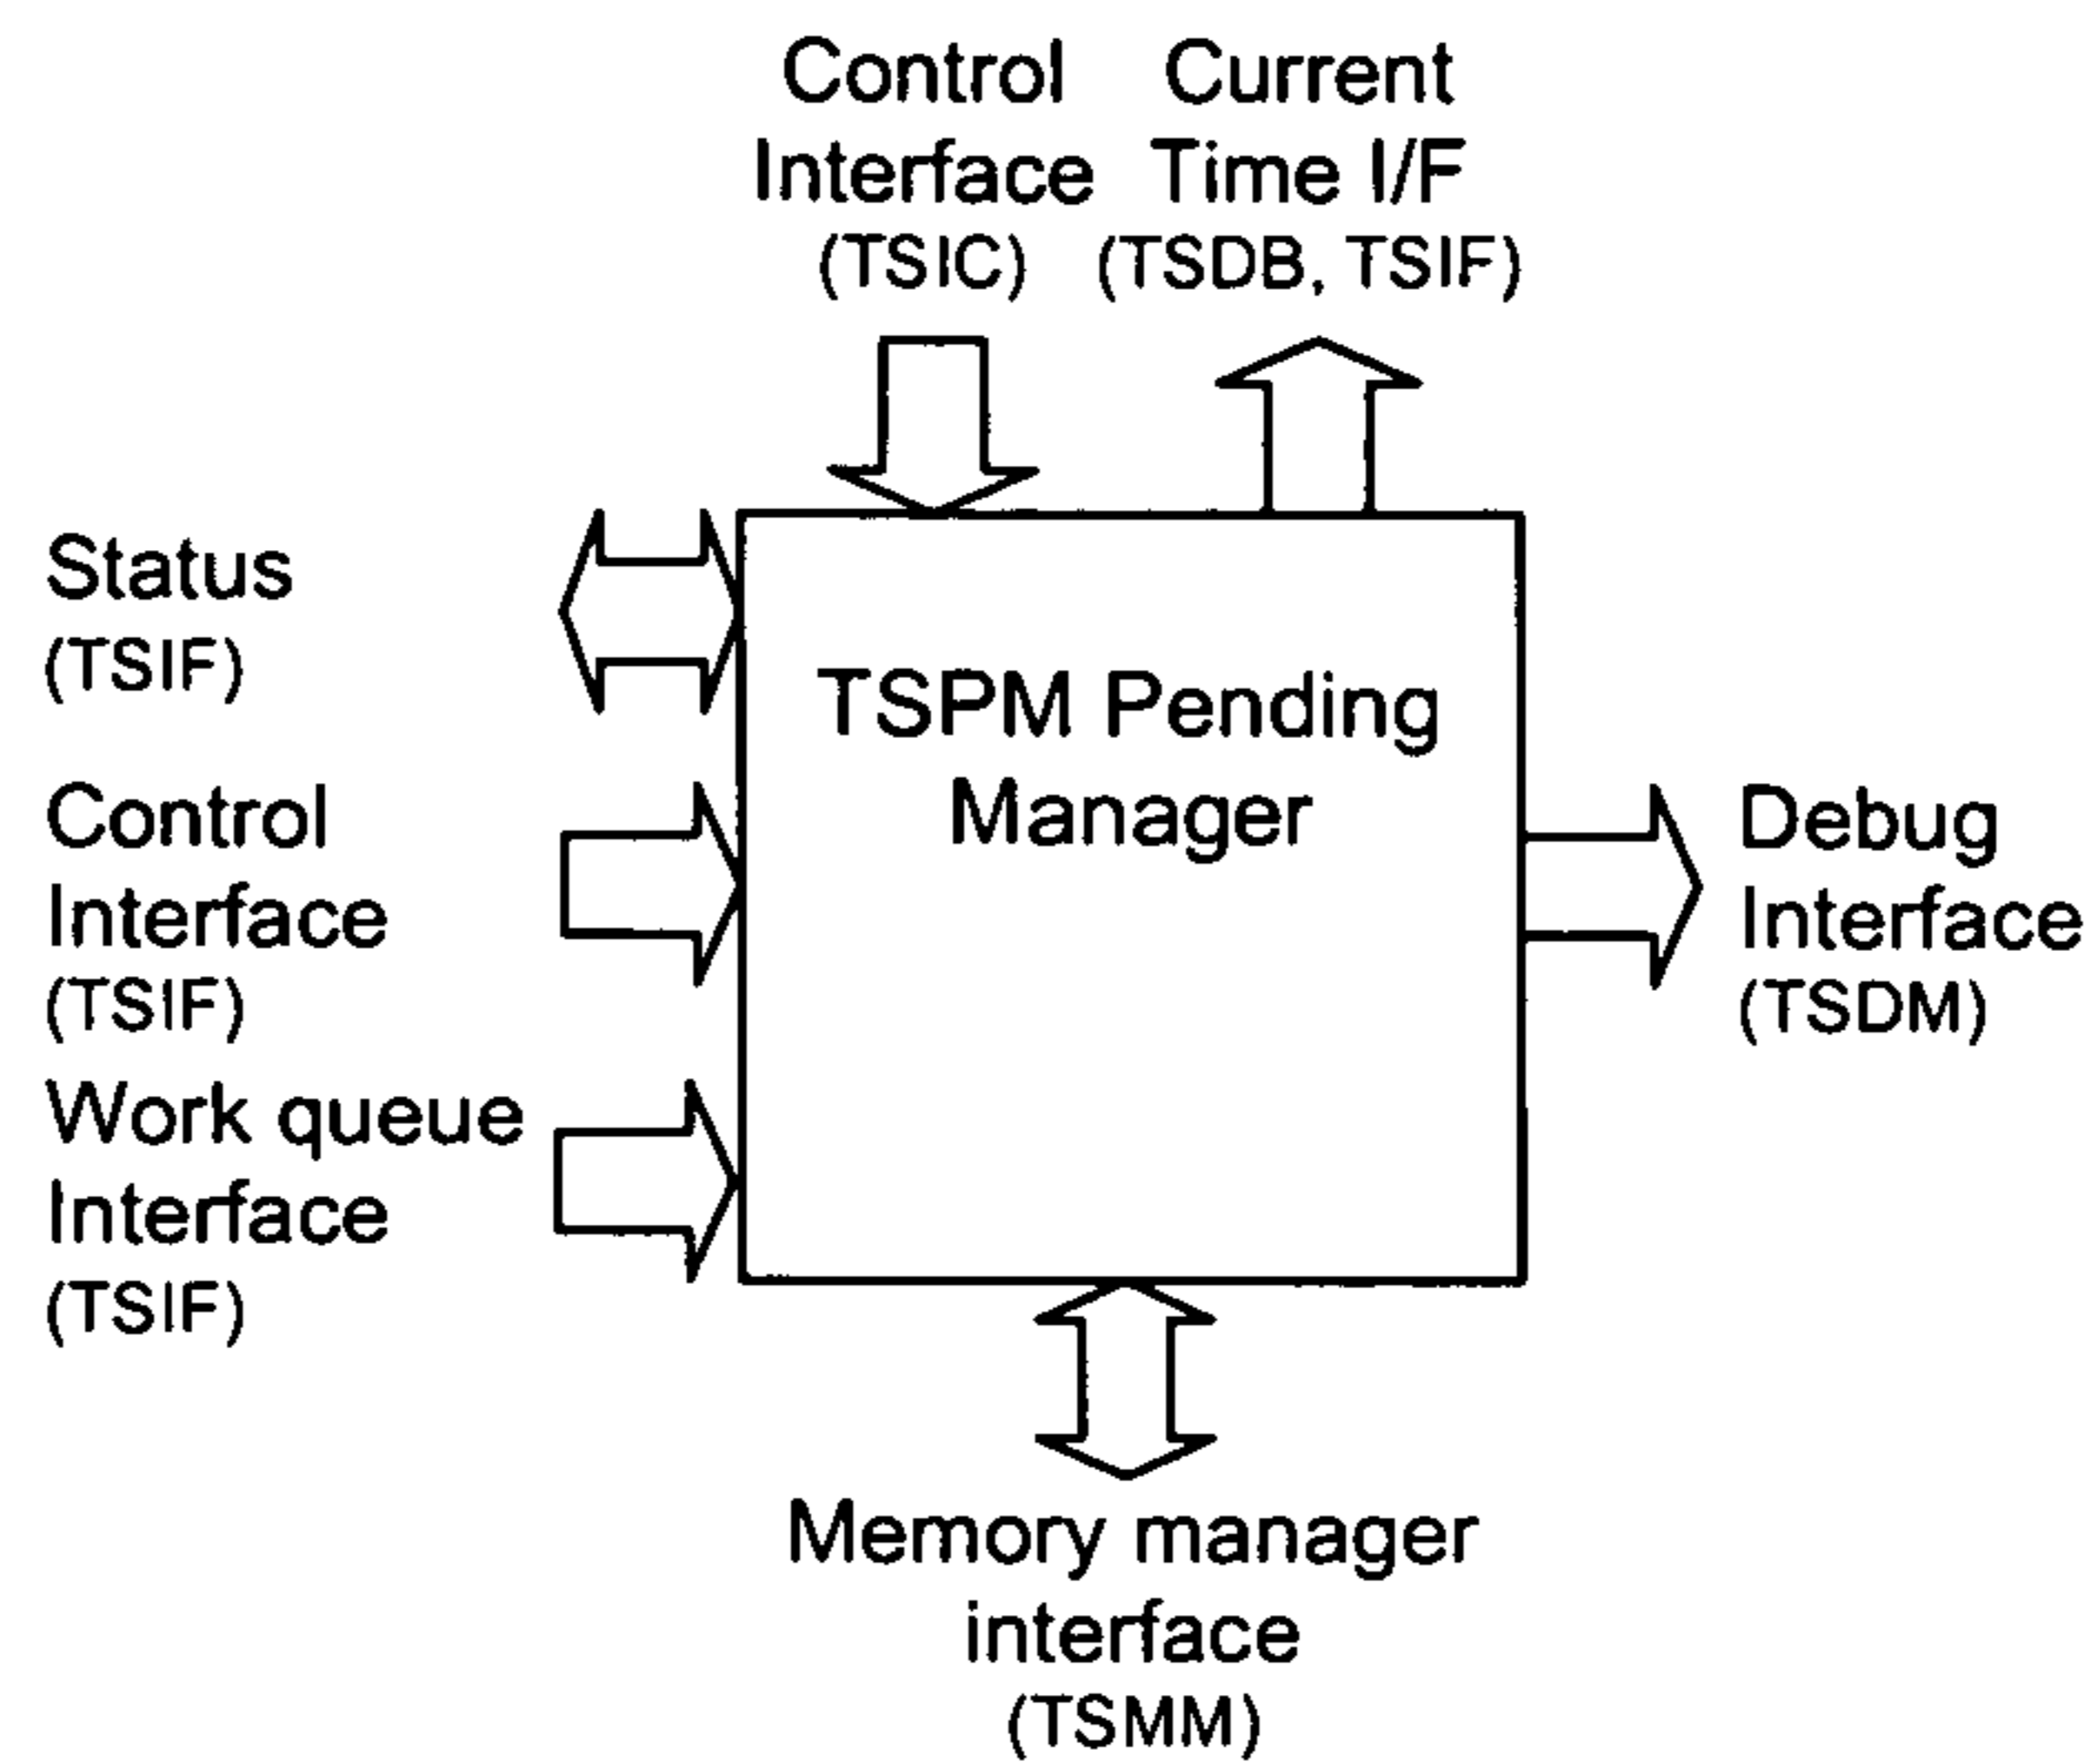 Control
Interface
(TSIC)
Current
Time I/F
(TSDB, TSIF)
Status
(TSIF)
Control
Interface
(TSIF)
Work queue
Interface
(TSIF)
TSPM Pending
Manager
Debug
Interface
(TSDM)
Memory manager
interface
(TSMM)